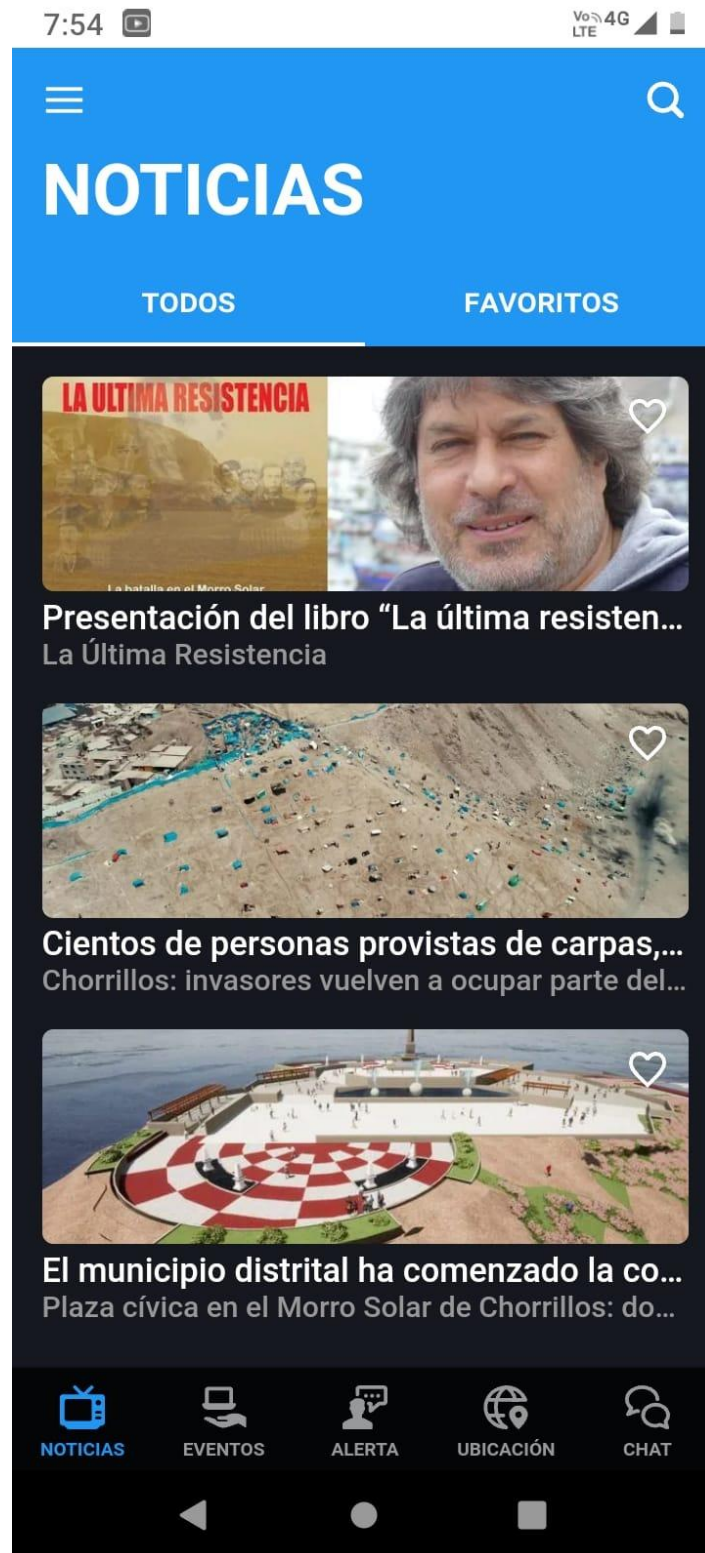 7:54
Vo LTE 4G
NOTICIAS
TODOS
FAVORITOS
LA ULTIMA RESISTENCIA
La batalla en el Morro Solar
Presentación del libro “La última resisten...
La Última Resistencia
Cientos de personas provistas de carpas,...
Chorrillos: invasores vuelven a ocupar parte del...
El municipio distrital ha comenzado la co...
Plaza cívica en el Morro Solar de Chorrillos: do...
NOTICIAS
EVENTOS
ALERTA
UBICACIÓN
CHAT